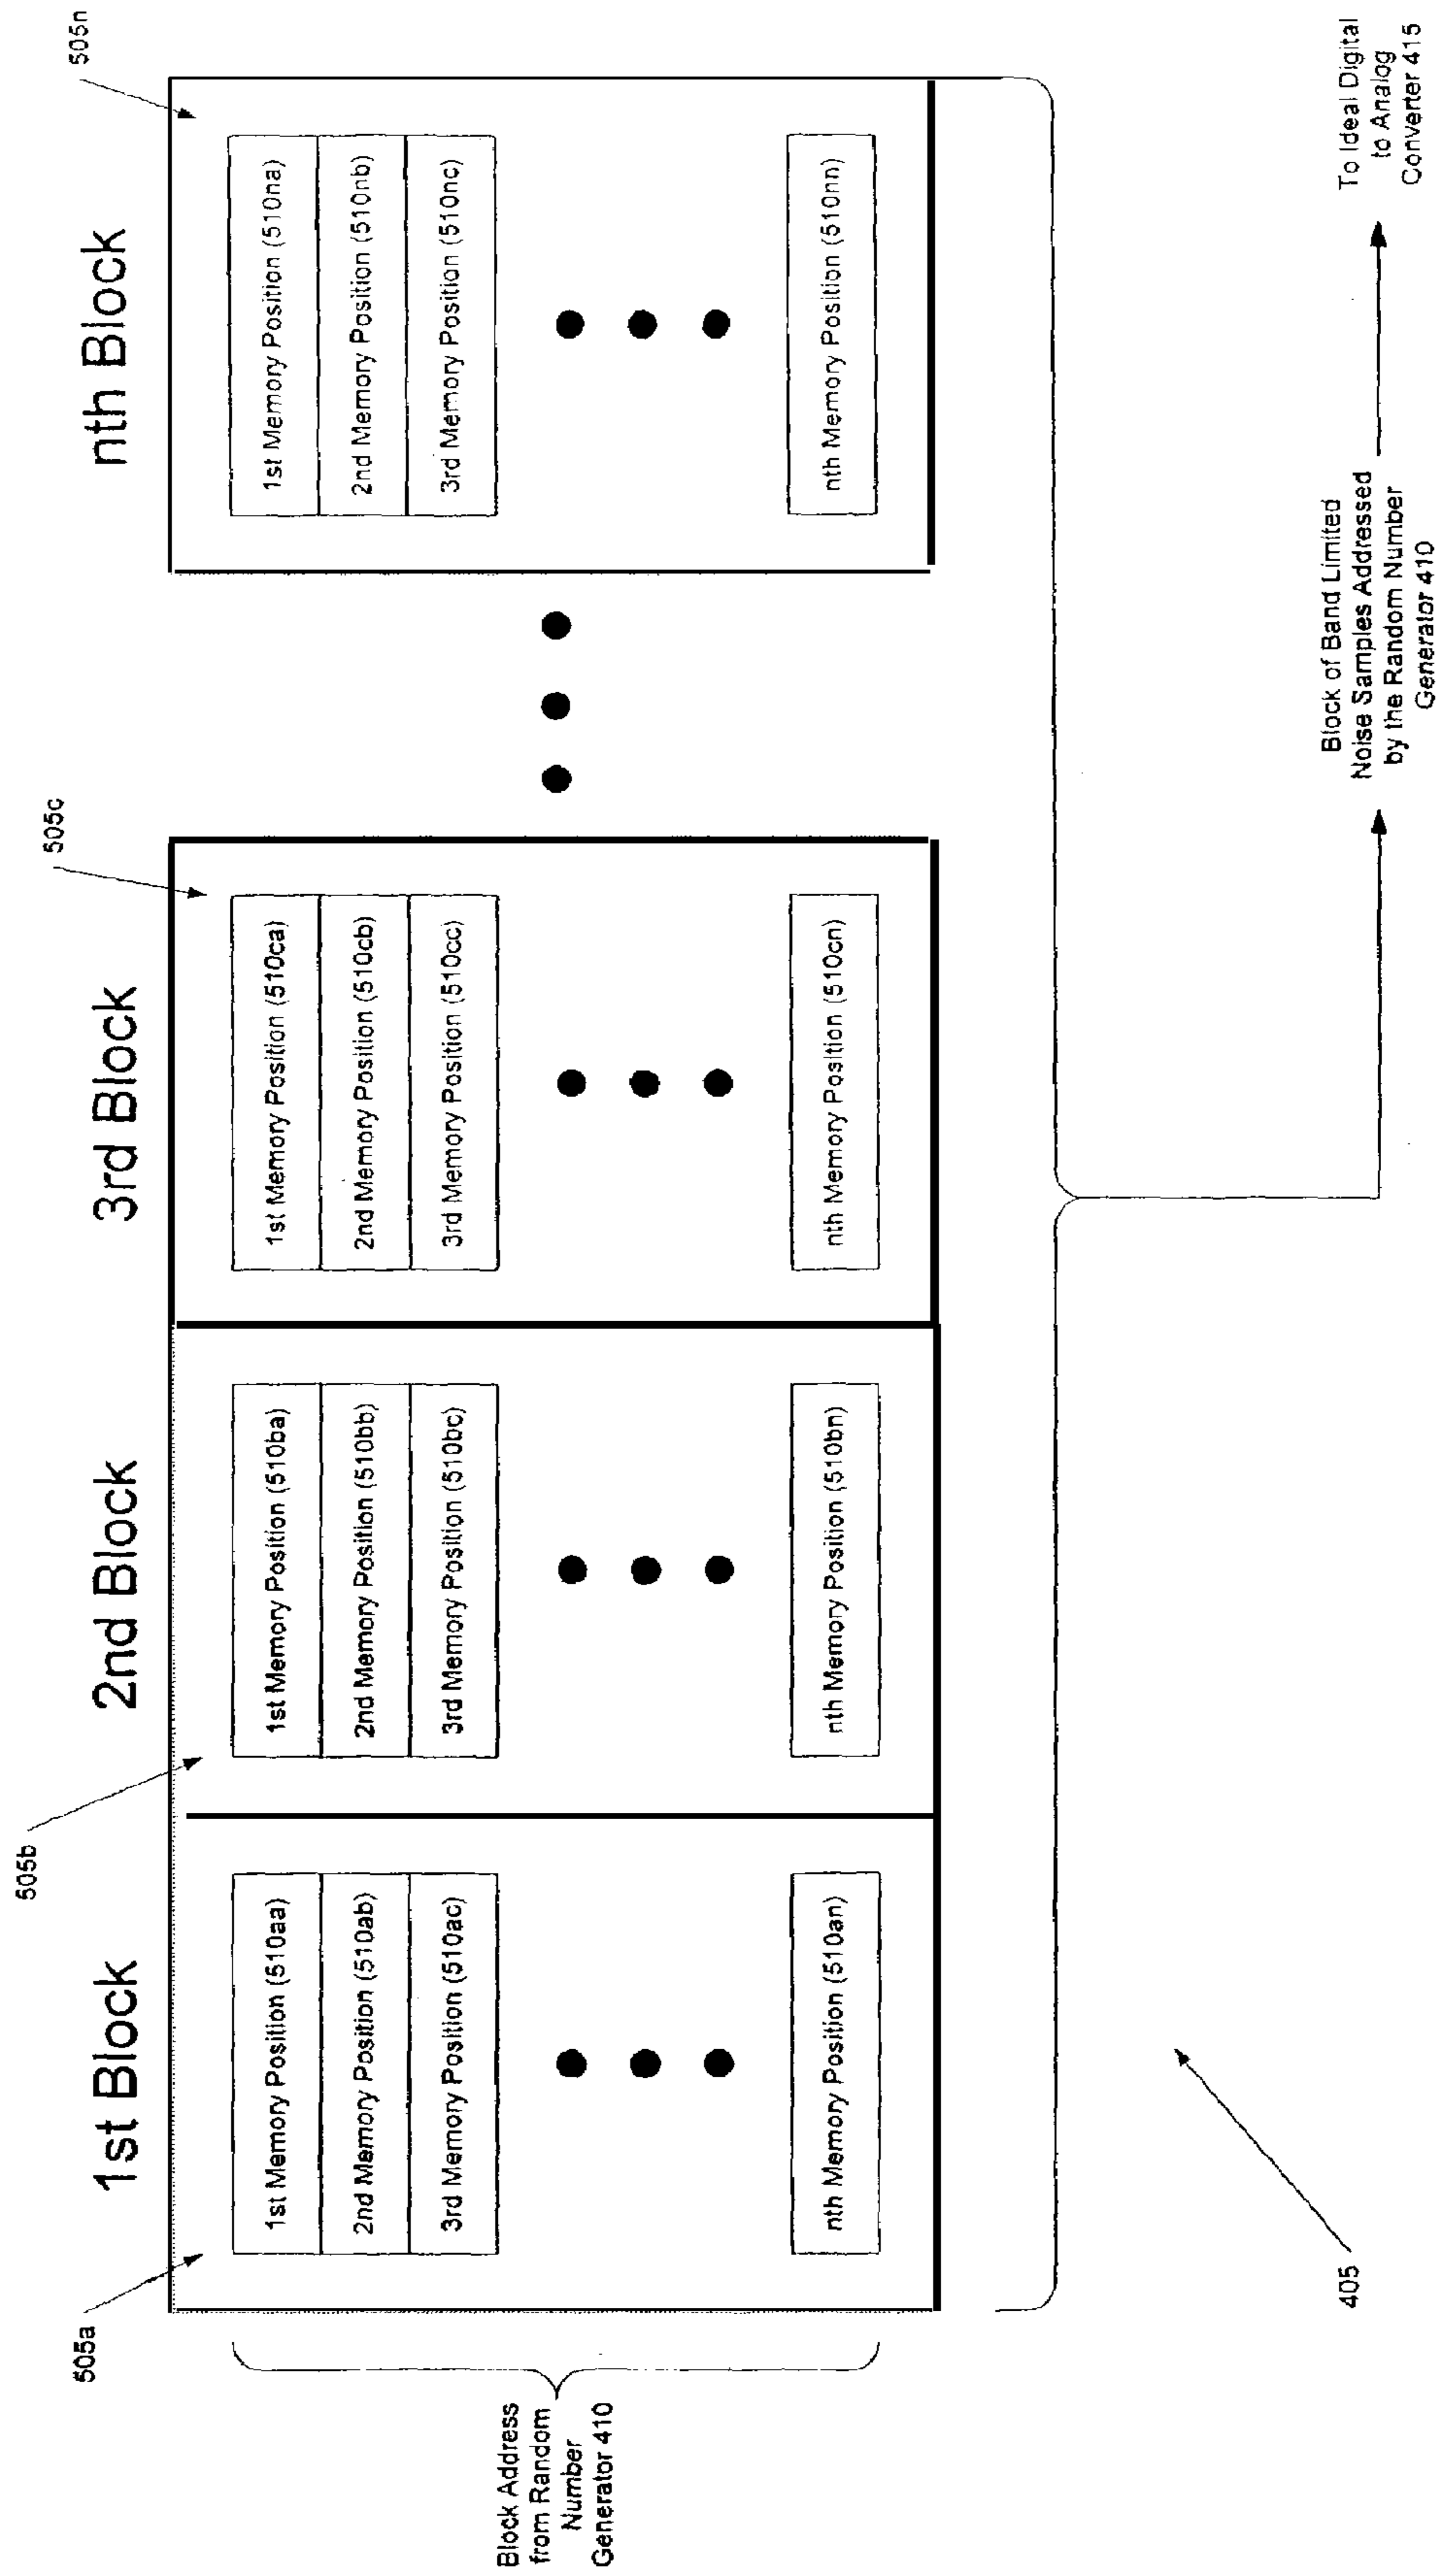 505a
505b
505c
505n
1st Block
2nd Block
3rd Block
nth Block
Block Address
from Random
Number
Generator 410
1st Memory Position (510aa)
2nd Memory Position (510ab)
3rd Memory Position (510ac)
nth Memory Position (510an)
1st Memory Position (510ba)
2nd Memory Position (510bb)
3rd Memory Position (510bc)
nth Memory Position (510bn)
1st Memory Position (510ca)
2nd Memory Position (510cb)
3rd Memory Position (510cc)
nth Memory Position (510cn)
1st Memory Position (510na)
2nd Memory Position (510nb)
3rd Memory Position (510nc)
nth Memory Position (510nn)
405
Block of Band Limited
Noise Samples Addressed
by the Random Number
Generator 410
To Ideal Digital
to Analog
Converter 415